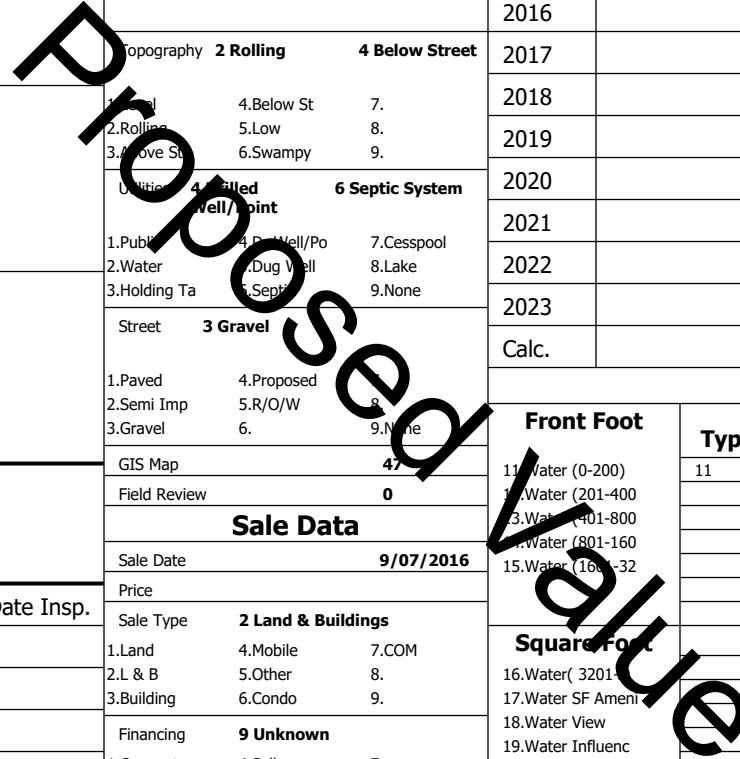 Topography 2 Rolling 4 Below Street
4.Below St 7.
2.Rolling 5.Low 8.
3.Above St 6.Swampy 9.
Utilities 4 Drilled 6 Septic System
Well/Point
1.Public 4.Dr Well/Po 7.Cesspool
2.Water 5.Dug Well 8.Lake
3.Holding Ta 6.Septic 9.None
Street 3 Gravel
1.Paved 4.Proposed
2.Semi Imp 5.R/O/W 8.
3.Gravel 6. 9.None
GIS Map 47
Field Review 0
Sale Data
Sale Date 9/07/2016
Price
Sale Type 2 Land & Buildings
1.Land 4.Mobile 7.COM
2.L & B 5.Other 8.
3.Building 6.Condo 9.
Financing 9 Unknown
Date Insp.
2016
2017
2018
2019
2020
2021
2022
2023
Calc.
Front Foot
Typ
11.Water (0-200) 11
12.Water (201-400
13.Water (401-800
14.Water (801-160
15.Water (1601-32
Square Foot
16.Water( 3201-
17.Water SF Ameni
18.Water View
19.Water Influenc
Proposed Value